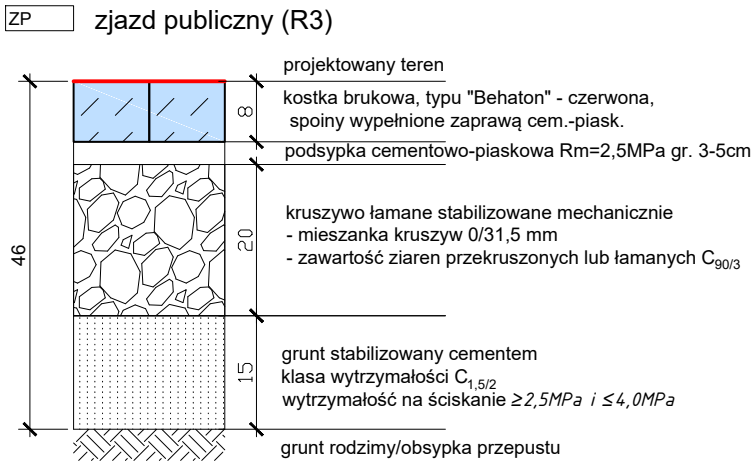 ZP zjazd publiczny (R3)
projektowany teren
kostka brukowa, typu "Behaton" - czerwona,
spoiny wypełnione zaprawą cem.-piask.
8
podsypka cementowo-piaskowa Rm=2,5MPa gr. 3-5cm
kruszywo łamane stabilizowane mechanicznie
- mieszanka kruszyw 0/31,5 mm
- zawartość ziaren przekruszonych lub łamanych C90/3
20
46
grunt stabilizowany cementem
klasa wytrzymałości C1,5/2
wytrzymałość na ściskanie ≥2,5MPa i ≤4,0MPa
15
grunt rodzimy/obsypka przepustu